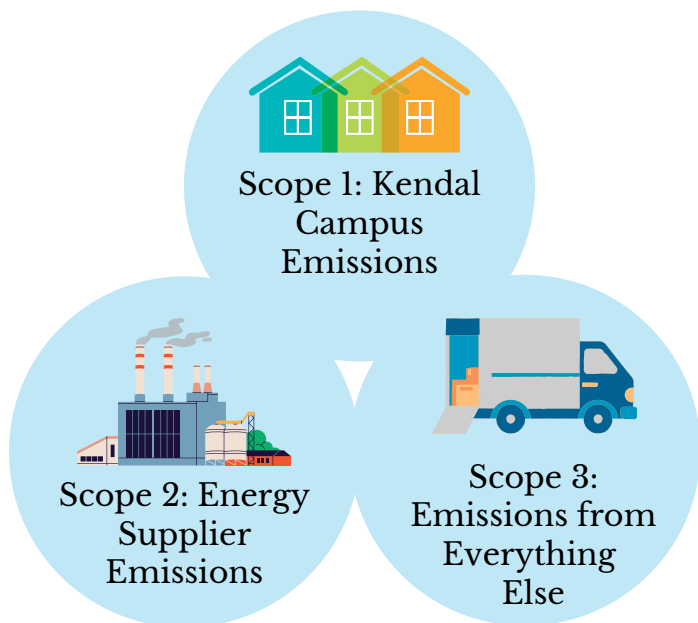 Scope 1: Kendal
Campus
Emissions
Scope 2: Energy
Supplier
Emissions
Scope 3:
Emissions from
Everything
Else